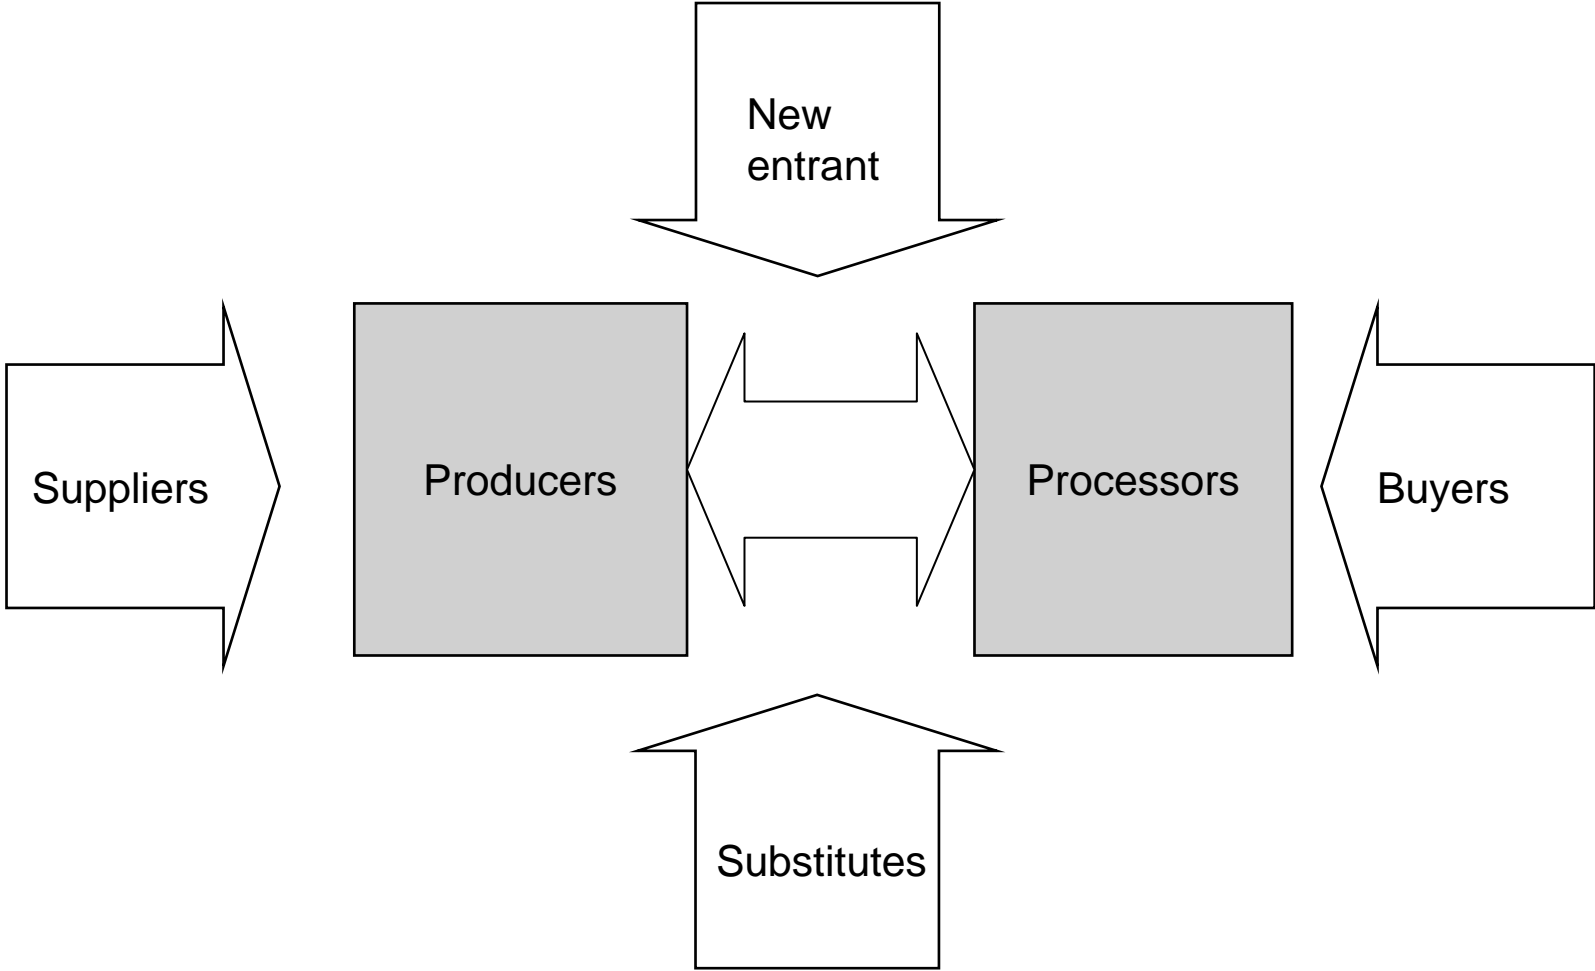 New
entrant
Suppliers
Producers
Processors
Buyers
Substitutes